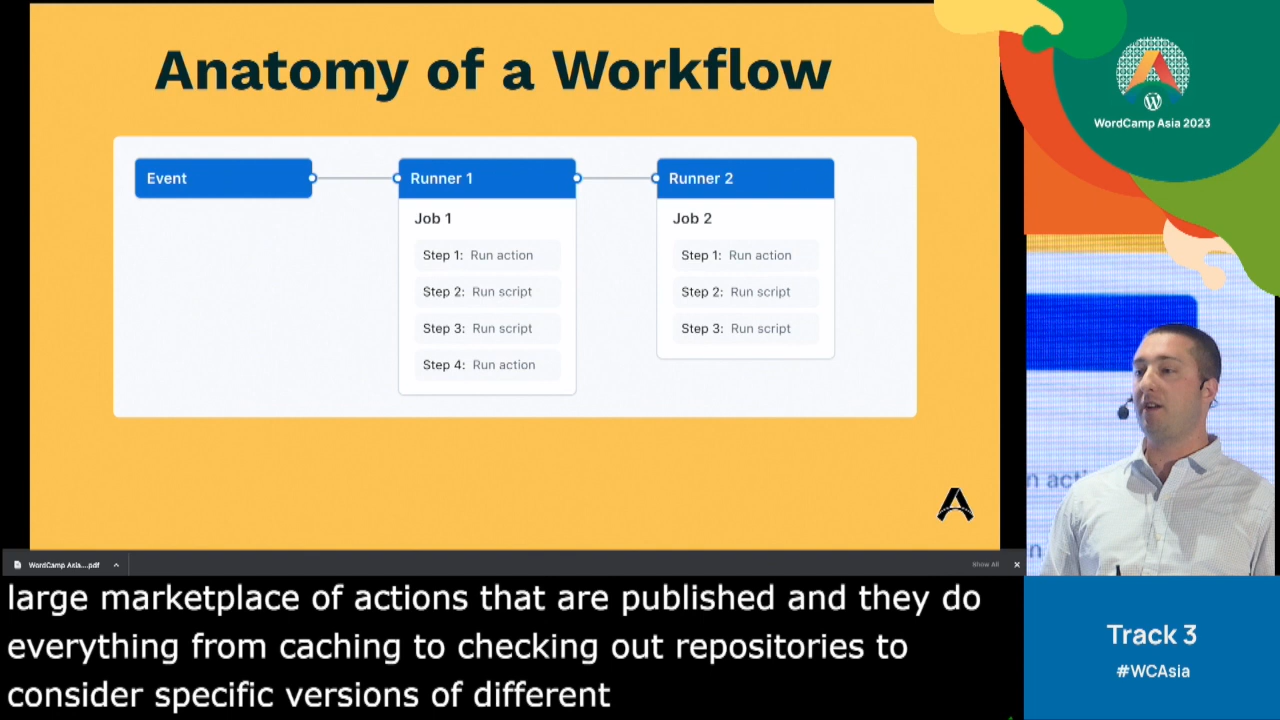 Anatomy of a Workflow
Event
Runner 1
Job 1
Step 1: Run action
Step 2: Run script
Step 3: Run script
Step 4: Run action
Runner 2
Job 2
Step 1: Run action
Step 2: Run script
Step 3: Run script
WordCamp Asia...pdf
Show All
large marketplace of actions that are published and they do
everything from caching to checking out repositories to
consider specific versions of different
WordCamp Asia 2023
Track 3
#WCAsia